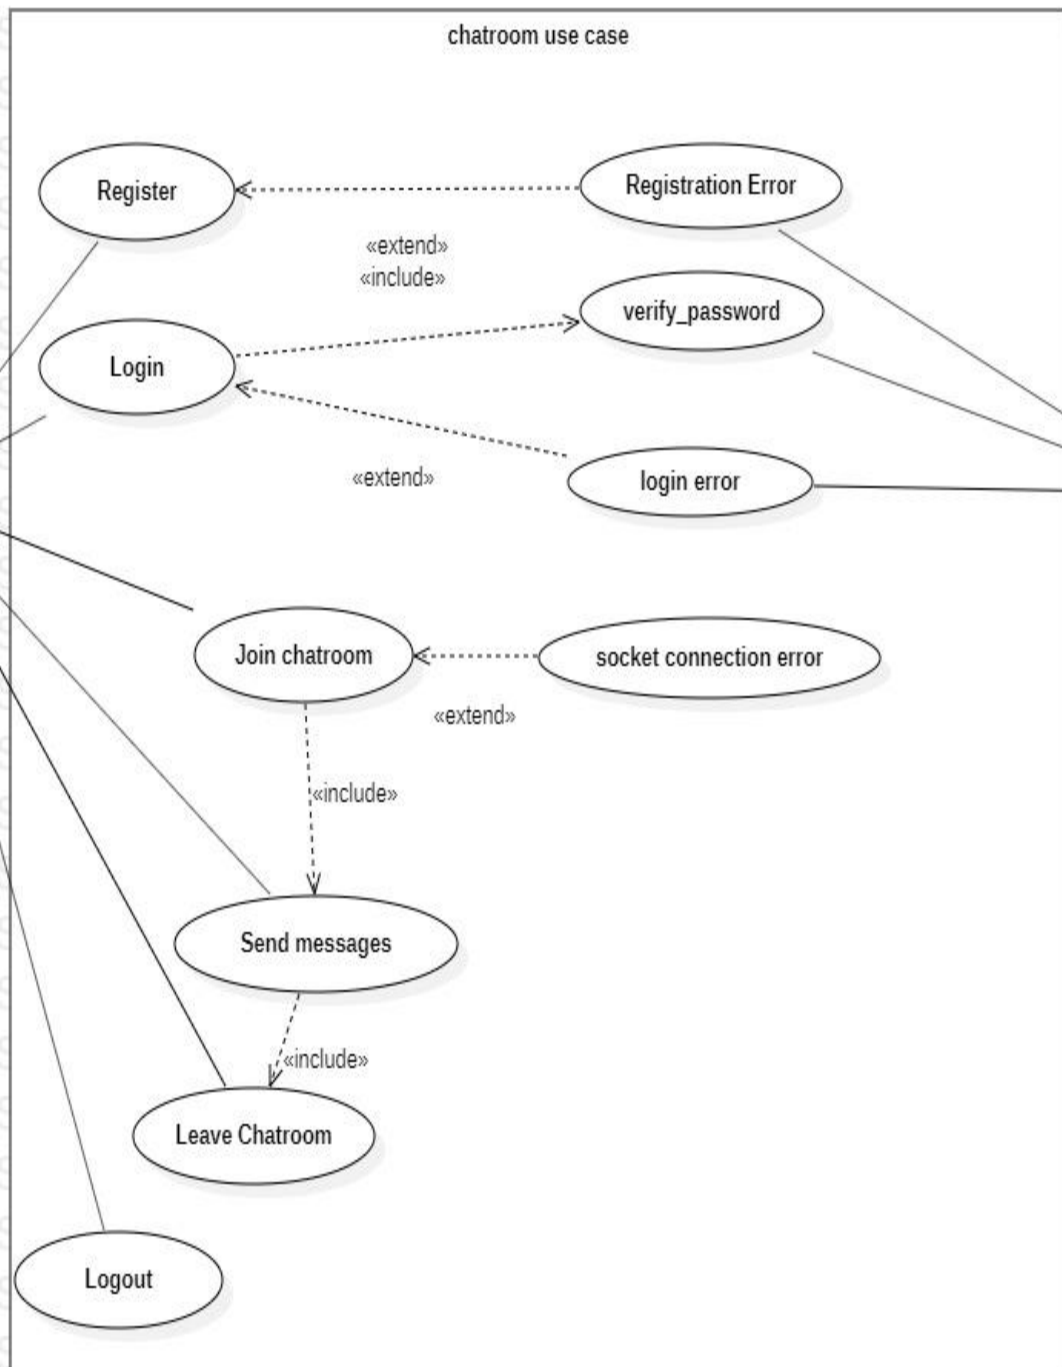 chatroom use case
Register
Registration Error
«extend»
«include»
verify_password
Login
«extend»
login error
Join chatroom
socket connection error
«extend»
«include»
Send messages
«include»
Leave Chatroom
Logout